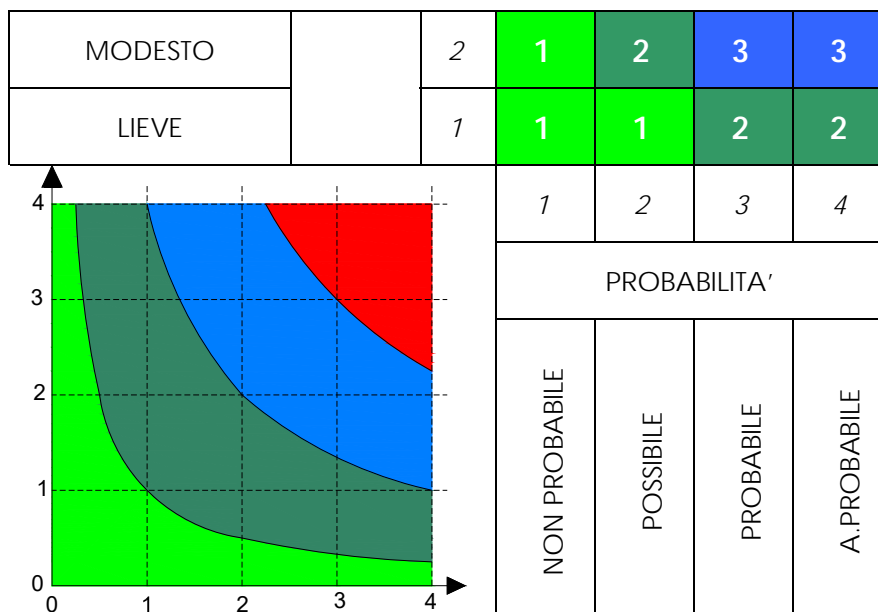 MODESTO 2 1 2 3 3
LIEVE 1 1 1 2 2
1 2 3 4
PROBABILITA'
NON PROBABILE
POSSIBILE
PROBABILE
A.PROBABILE
4
3
2
1
0
0 1 2 3 4